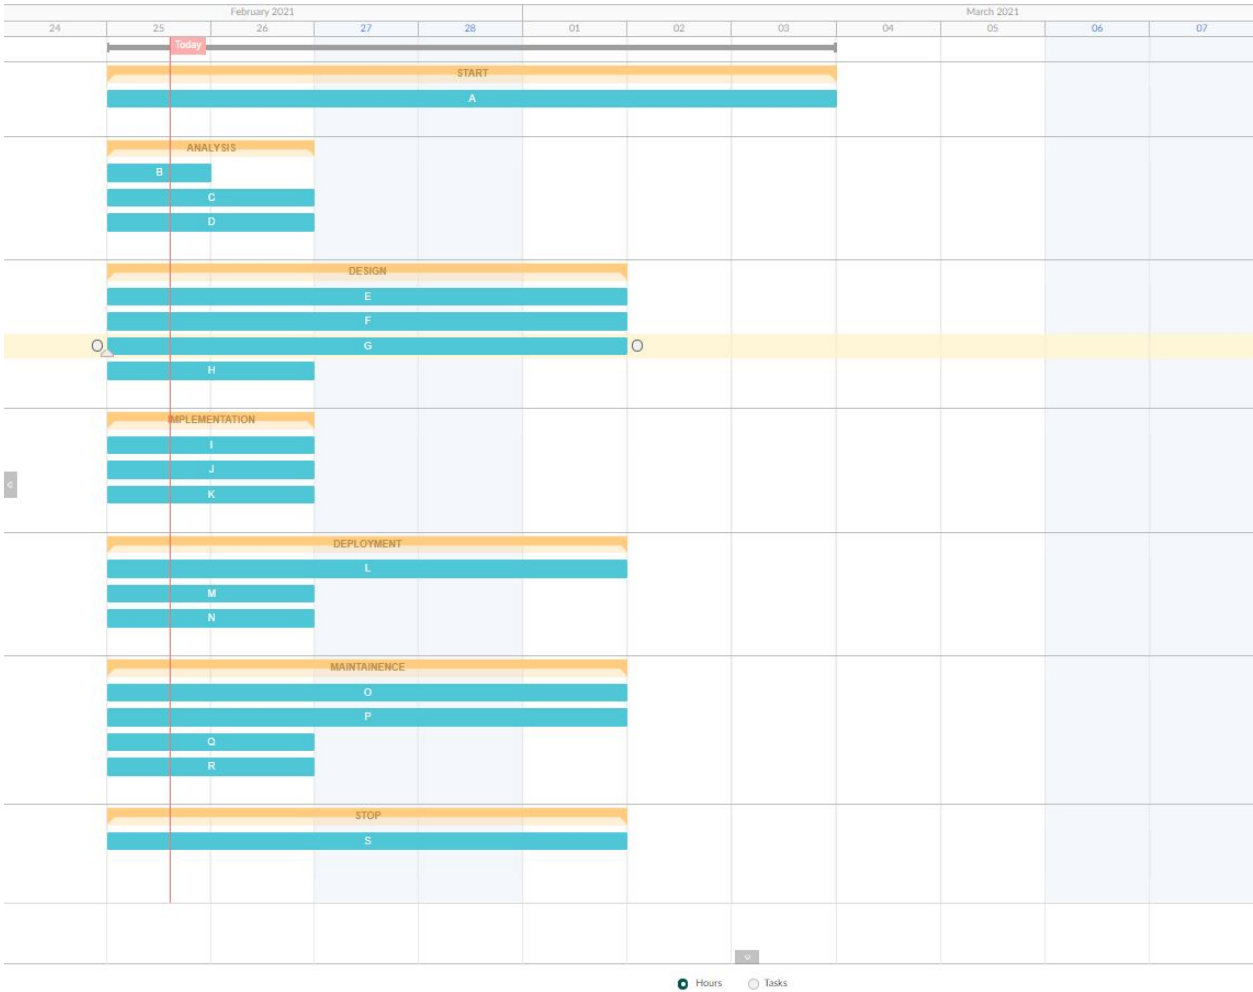 February 2021 March 2021
24 25 26 27 28 01 02 03 04 05 06 07
Today
START
A
ANALYSIS
B
C
D
DESIGN
E
F
G
H
IMPLEMENTATION
I
J
K
DEPLOYMENT
L
M
N
MAINTAINENCE
O
P
Q
R
STOP
S
Hours Tasks